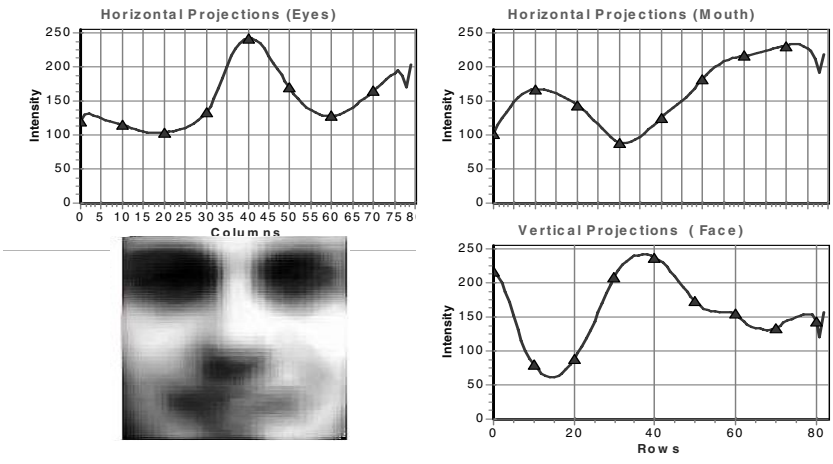 Horizontal Projections (Eyes)
250
200
150
100
50
0
Intensity
0 5 10 15 20 25 30 35 40 45 50 55 60 65 70 75 8
Columns
Horizontal Projections (Mouth)
250
200
150
100
50
0
Intensity
Vertical Projections ( Face)
250
200
150
100
50
0
Intensity
0 20 40 60 80
Rows